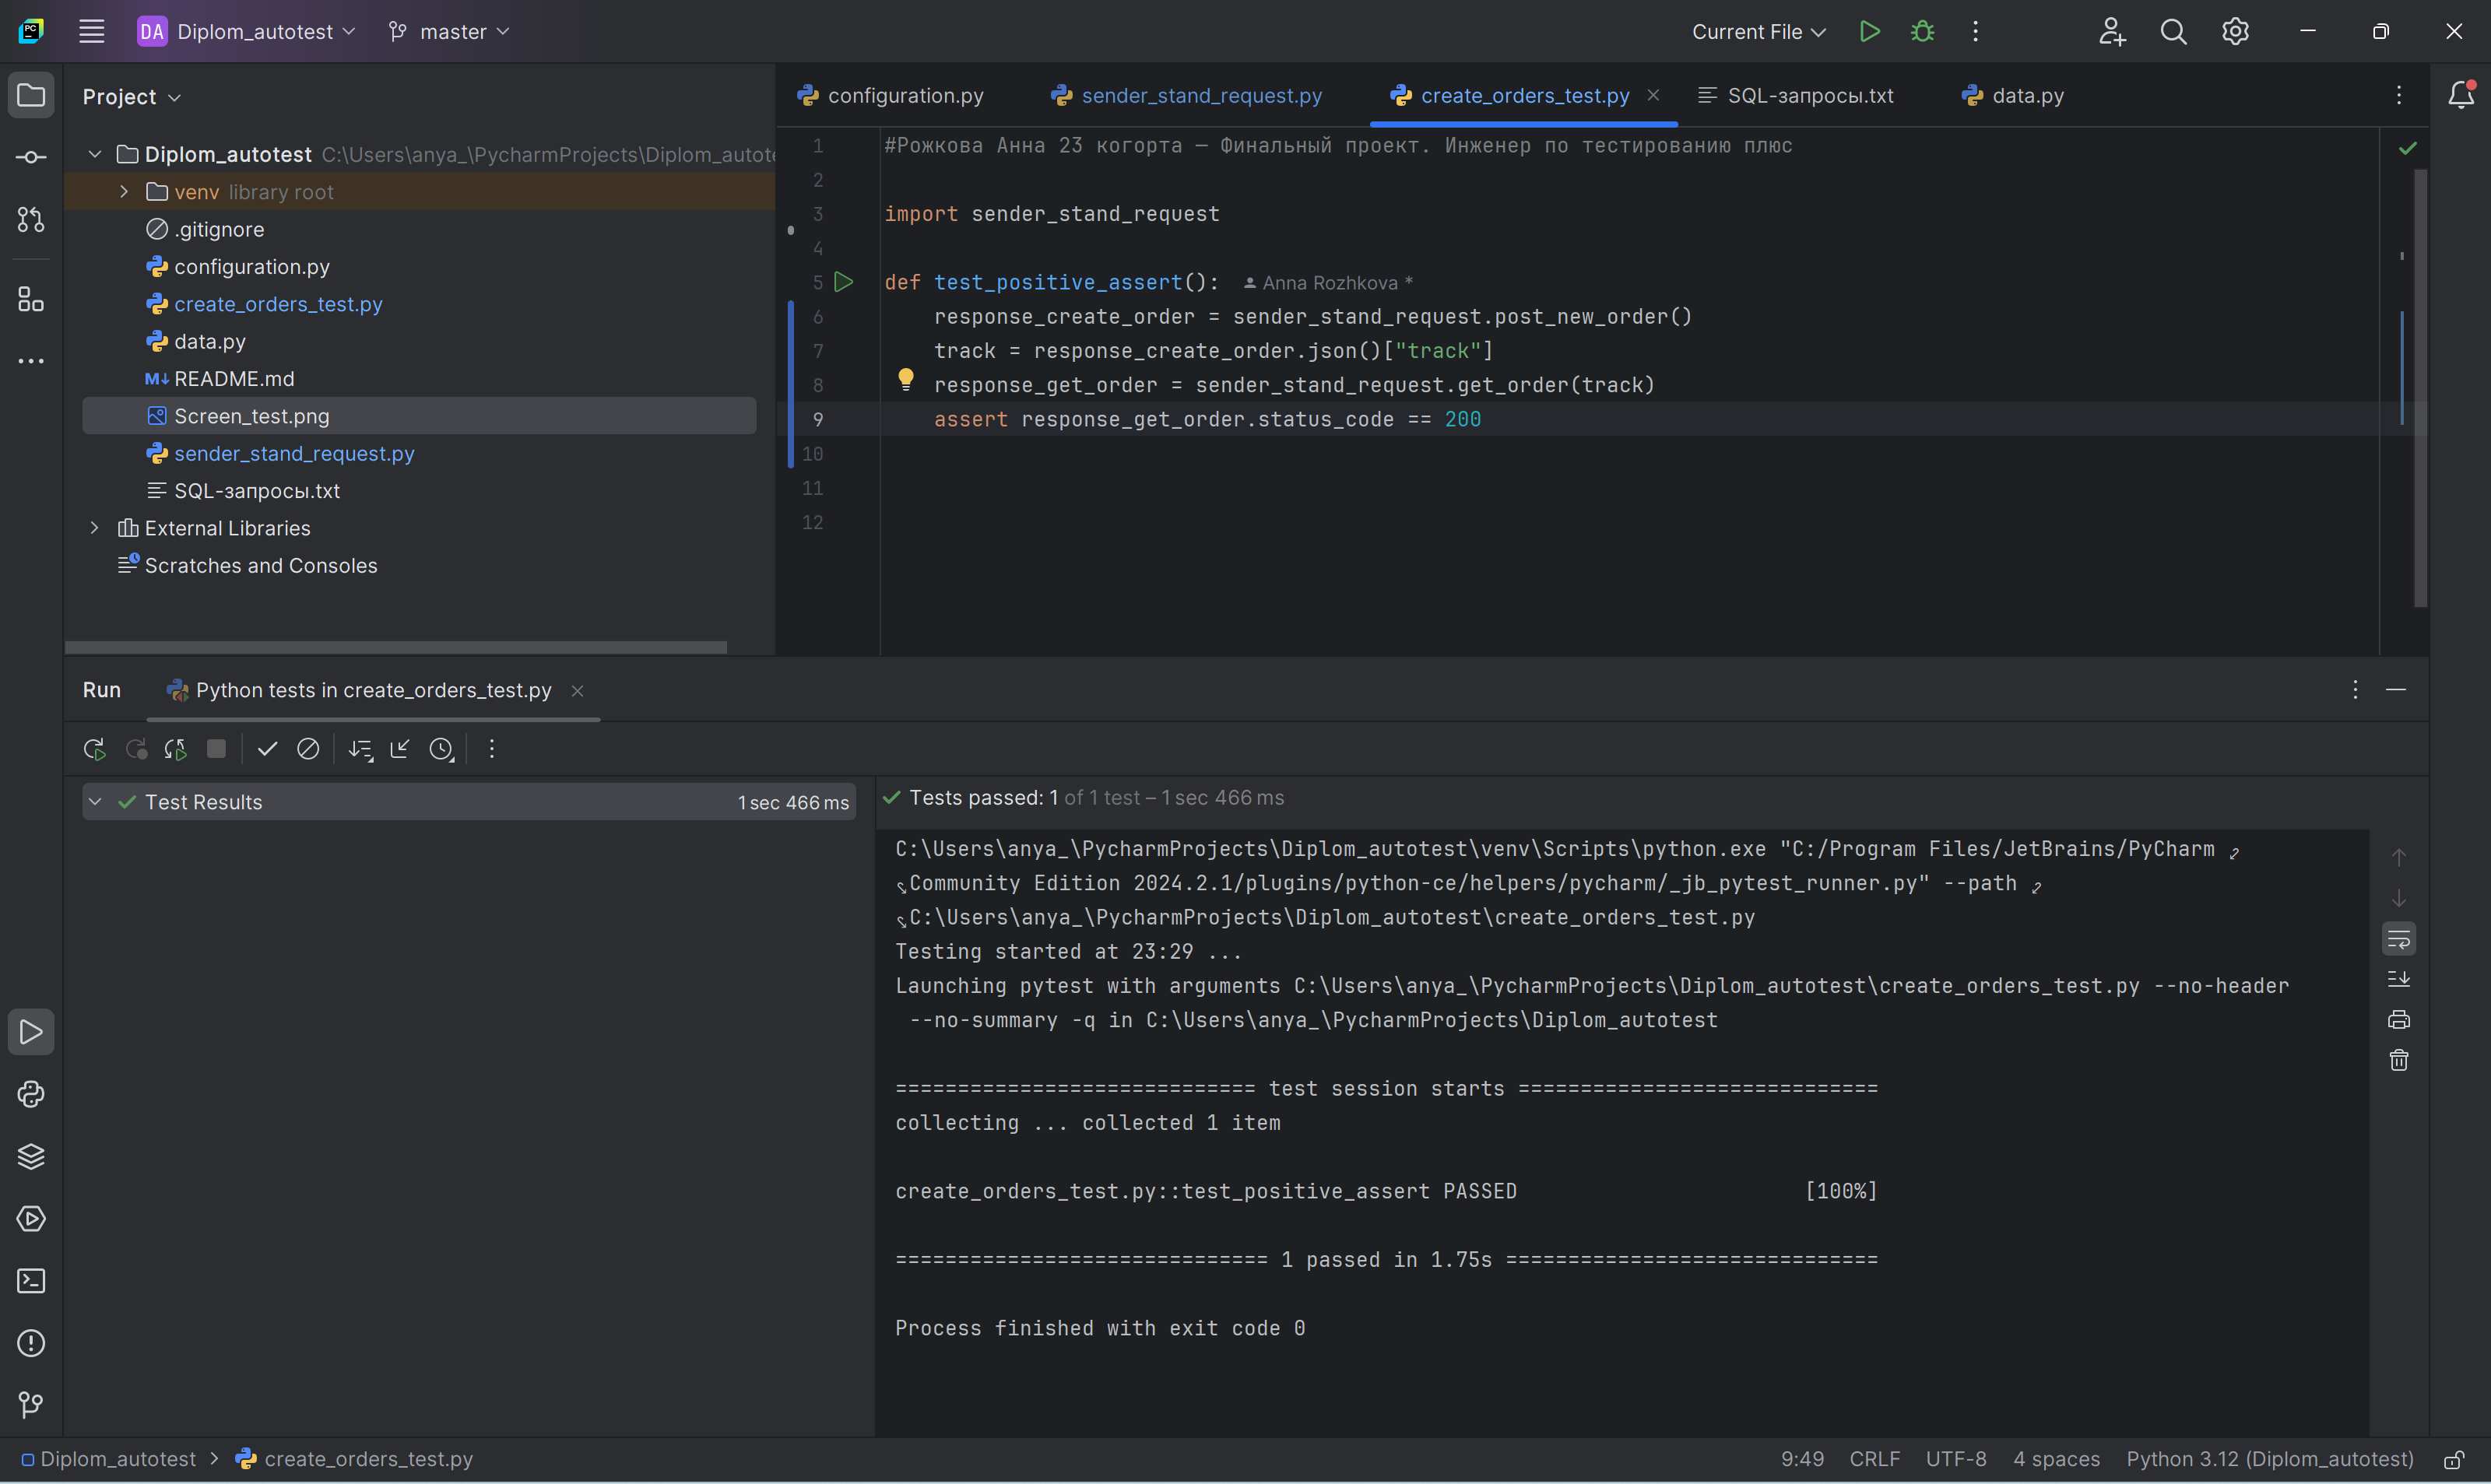 PC
DA Diplom_autotest master Current File
Project
Diplom_autotest C:\Users\anya_\PycharmProjects\Diplom_autote
venv library root
.gitignore
configuration.py
create_orders_test.py
data.py
M↓ README.md
Screen_test.png
sender_stand_request.py
SQL-запросы.txt
External Libraries
Scratches and Consoles
configuration.py sender_stand_request.py create_orders_test.py SQL-запросы.txt data.py
1 #Рожкова Анна 23 когорта — Финальный проект. Инженер по тестированию плюс
2
3 import sender_stand_request
4
5 def test_positive_assert(): Anna Rozhkova *
6 response_create_order = sender_stand_request.post_new_order()
7 track = response_create_order.json()["track"]
8 response_get_order = sender_stand_request.get_order(track)
9 assert response_get_order.status_code == 200
10
11
12
Run Python tests in create_orders_test.py
Test Results 1 sec 466 ms
Tests passed: 1 of 1 test – 1 sec 466 ms
C:\Users\anya_\PycharmProjects\Diplom_autotest\venv\Scripts\python.exe "C:/Program Files/JetBrains/PyCharm
Community Edition 2024.2.1/plugins/python-ce/helpers/pycharm/_jb_pytest_runner.py" --path
C:\Users\anya_\PycharmProjects\Diplom_autotest\create_orders_test.py
Testing started at 23:29 ...
Launching pytest with arguments C:\Users\anya_\PycharmProjects\Diplom_autotest\create_orders_test.py --no-header
--no-summary -q in C:\Users\anya_\PycharmProjects\Diplom_autotest
============================= test session starts =============================
collecting ... collected 1 item
create_orders_test.py::test_positive_assert PASSED [100%]
============================== 1 passed in 1.75s ==============================
Process finished with exit code 0
Diplom_autotest > create_orders_test.py 9:49 CRLF UTF-8 4 spaces Python 3.12 (Diplom_autotest)